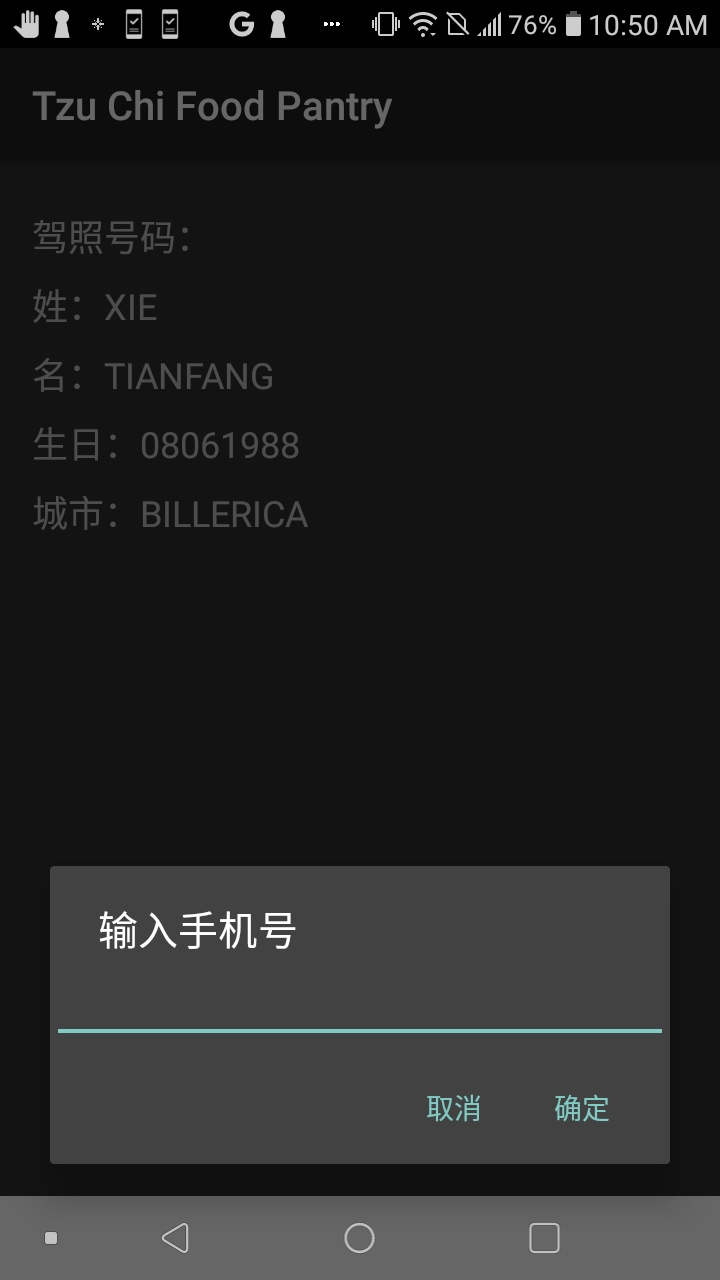 76% 10:50 AM
Tzu Chi Food Pantry
驾照号码：
姓：XIE
名：TIANFANG
生日：08061988
城市：BILLERICA
输入手机号
取消 确定